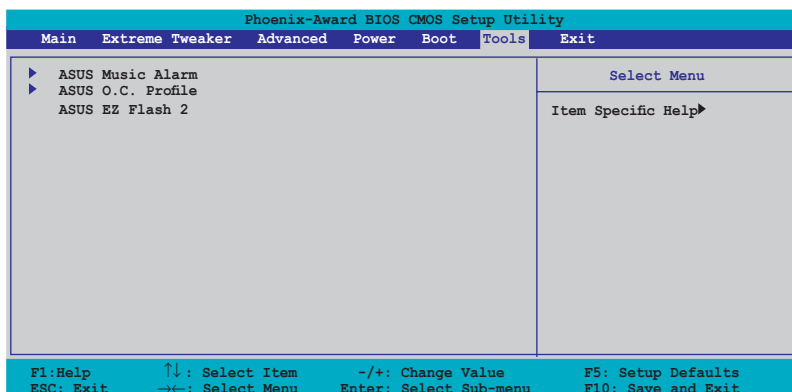 Phoenix-Award BIOS CMOS Setup Utility
Main Extreme Tweaker Advanced Power Boot Tools Exit
ASUS Music Alarm
ASUS O.C. Profile
ASUS EZ Flash 2
Select Menu
Item Specific Help
F1:Help ↑↓: Select Item -/+: Change Value F5: Setup Defaults
ESC: Exit →←: Select Menu Enter: Select Sub-menu F10: Save and Exit